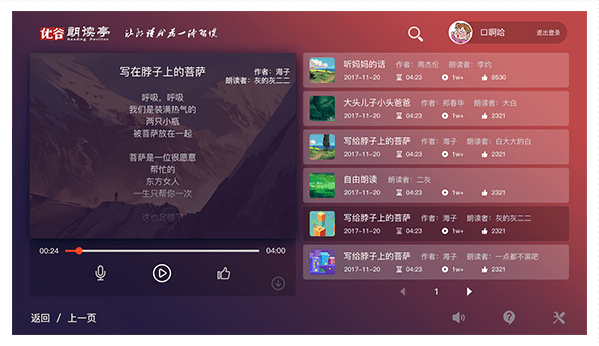 优谷 朗读亭
Reading Pavilion
让朗读成为一种习惯
口啊哈
退出登录
写在脖子上的菩萨
作者：海子
朗读者：灰的灰二二
呼吸，呼吸
我们是装满热气的
两只小瓶
被菩萨放在一起
菩萨是一位很愿意
帮忙的
东方女人
一生只帮你一次
这也足够了
00:24
04:00
返回 / 上一页
听妈妈的话 作者：周杰伦 朗读者：李灼
2017-11-20 04:23 1w+ 8530
大头儿子小头爸爸 作者：郑春华 朗读者：大白
2017-11-20 04:23 1w+ 2321
写给脖子上的菩萨 作者：海子 朗读者：白大大的白
2017-11-20 04:23 1w+ 2321
自由朗读 朗读者：二灰
2017-11-20 04:23 1w+ 2321
写给脖子上的菩萨 作者：海子 朗读者：灰的灰二二
2017-11-20 04:23 1w+ 2321
写给脖子上的菩萨 作者：海子 朗读者：一点都不黑吧
2017-11-20 04:23 1w+ 2321
1